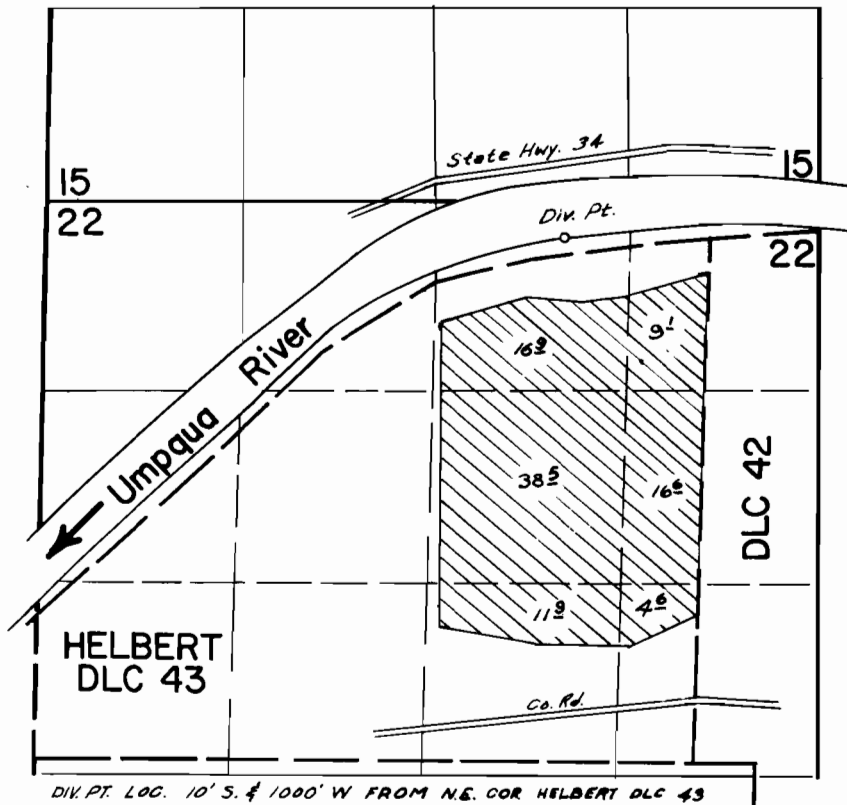 State Hwy. 34
15
15
22
Div. Pt.
22
Umpqua River
16 9
9 1
38 5
16 6
DLC 42
11 9
4 6
HELBERT
DLC 43
Co. Rd.
DIV. PT. LOC. 10' S. & 1000' W FROM N.E. COR HELBERT DLC 43